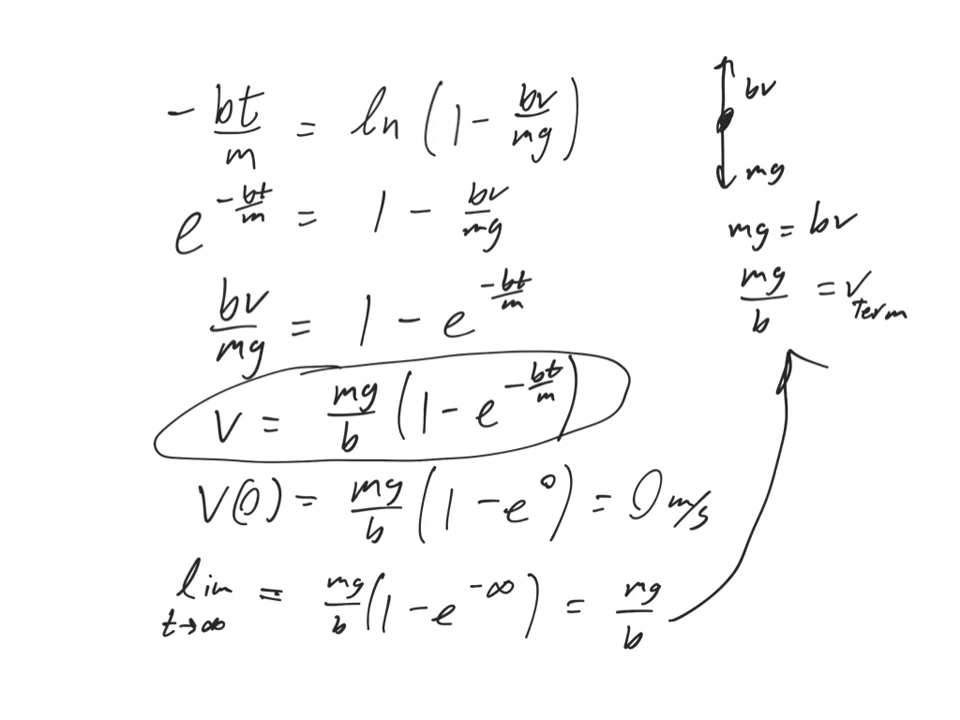 -bt/m = ln(1 - bv/mg)
e^(-bt/m) = 1 - bv/mg
bv/mg = 1 - e^(-bt/m)
v = mg/b (1 - e^(-bt/m))
V(0) = mg/b (1 - e^0) = 0 m/s
lim t→∞ = mg/b (1 - e^(-∞)) = mg/b
bv
mg
mg = bv
mg/b = v_Term